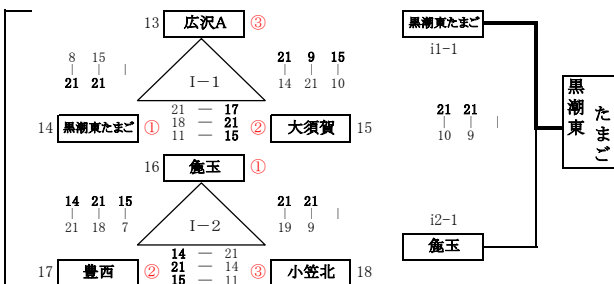 13 広沢A ③
黒潮東たまご
i1-1
8 15
| | |
21 21
21 9 15
| | |
14 21 10
I-1
21 — 17
18 — 21
11 — 15
14 黒潮東たまご ①
② 大須賀 15
黒潮東たまご
21 21
| | |
10 9
16 ①
14 21 15
| | |
21 18 7
21 21
| | |
19 9
I-2
14 — 21
21 — 14
15 — 11
17 豊西 ②
③ 小笠北 18
i2-1